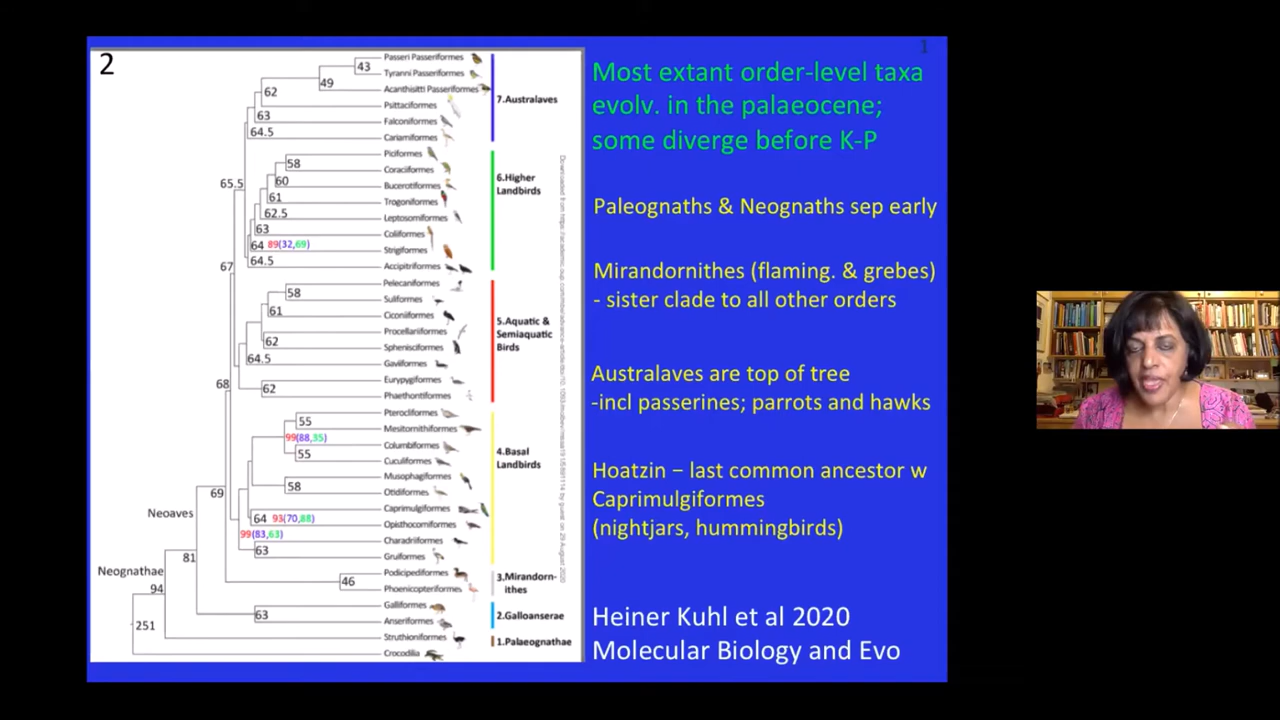 2
1
Passeri Passeriformes
43
Tyranni Passeriformes
49
Acanthisitti Passeriformes
62
7.Australaves
Psittaciformes
63
Falconiformes
64.5
Cariamiformes
Piciformes
58
Coraciiformes
60
Bucerotiformes
6.Higher
Landbirds
65.5
61
Trogoniformes
62.5
Leptosomiformes
63
Coliiformes
64 89(32,69)
Strigiformes
64.5
Accipitriformes
67
Pelecaniformes
58
Suliformes
61
Ciconiiformes
5.Aquatic &
Semiaquatic
Birds
Procellariiformes
62
Sphenisciformes
64.5
Gaviiformes
Eurypygiformes
68
62
Phaethontiformes
Pterocliformes
55
Mesitornithiformes
99(88,35)
Columbiformes
4.Basal
Landbirds
55
Cuculiformes
Musophagiformes
58
Otidiformes
69
Neoaves
Caprimulgiformes
64 93(70,88)
Opisthocomiformes
99(83,63)
Charadriiformes
63
Gruiformes
81
Neognathae
Podicipediformes
46
3.Mirandorn-
ithes
Phoenicopteriformes
94
Galliformes
63
2.Galloanserae
Anseriformes
251
Struthioniformes
1.Palaeognathae
Crocodilia
Most extant order-level taxa
evolv. in the palaeocene;
some diverge before K-P
Paleognaths & Neognaths sep early
Mirandornithes (flaming. & grebes)
- sister clade to all other orders
Australaves are top of tree
-incl passerines; parrots and hawks
Hoatzin – last common ancestor w
Caprimulgiformes
(nightjars, hummingbirds)
Heiner Kuhl et al 2020
Molecular Biology and Evo